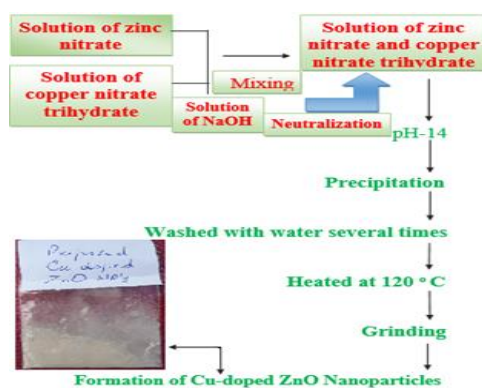 Solution of zinc
nitrate
Solution of
copper nitrate
trihydrate
Mixing
Solution
of NaOH
Neutralization
Solution of zinc
nitrate and copper
nitrate trihydrate
pH-14
Precipitation
Washed with water several times
Heated at 120 °C
Grinding
Prepared
Cu doped
ZnO NP's
Formation of Cu-doped ZnO Nanoparticles